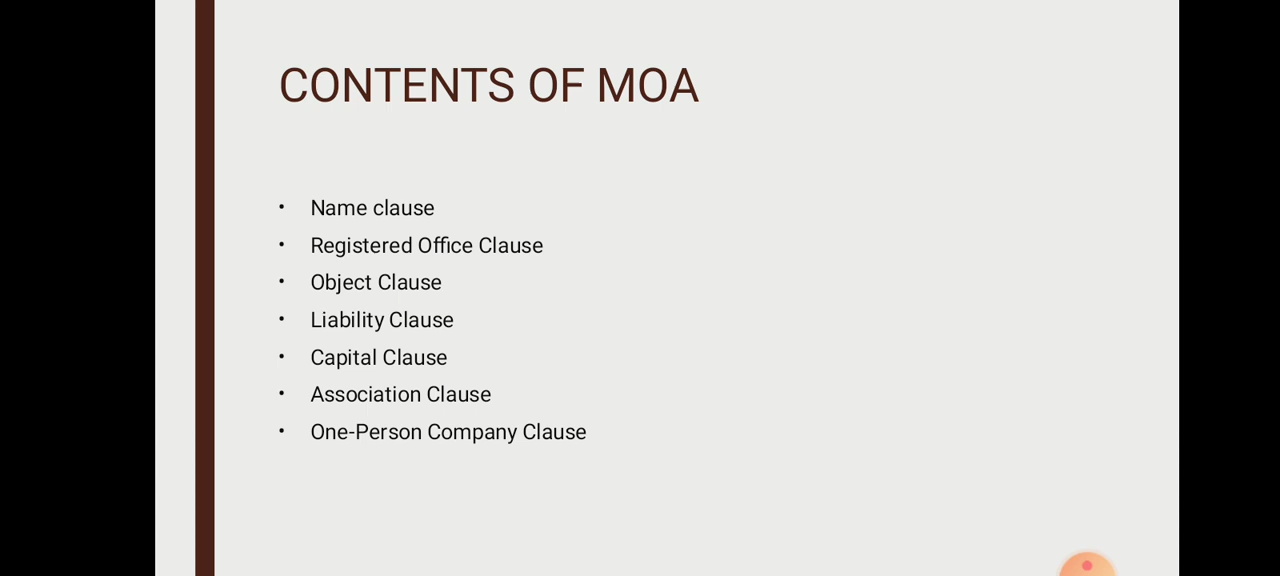 CONTENTS OF MOA
• Name clause
• Registered Office Clause
• Object Clause
• Liability Clause
• Capital Clause
• Association Clause
• One-Person Company Clause